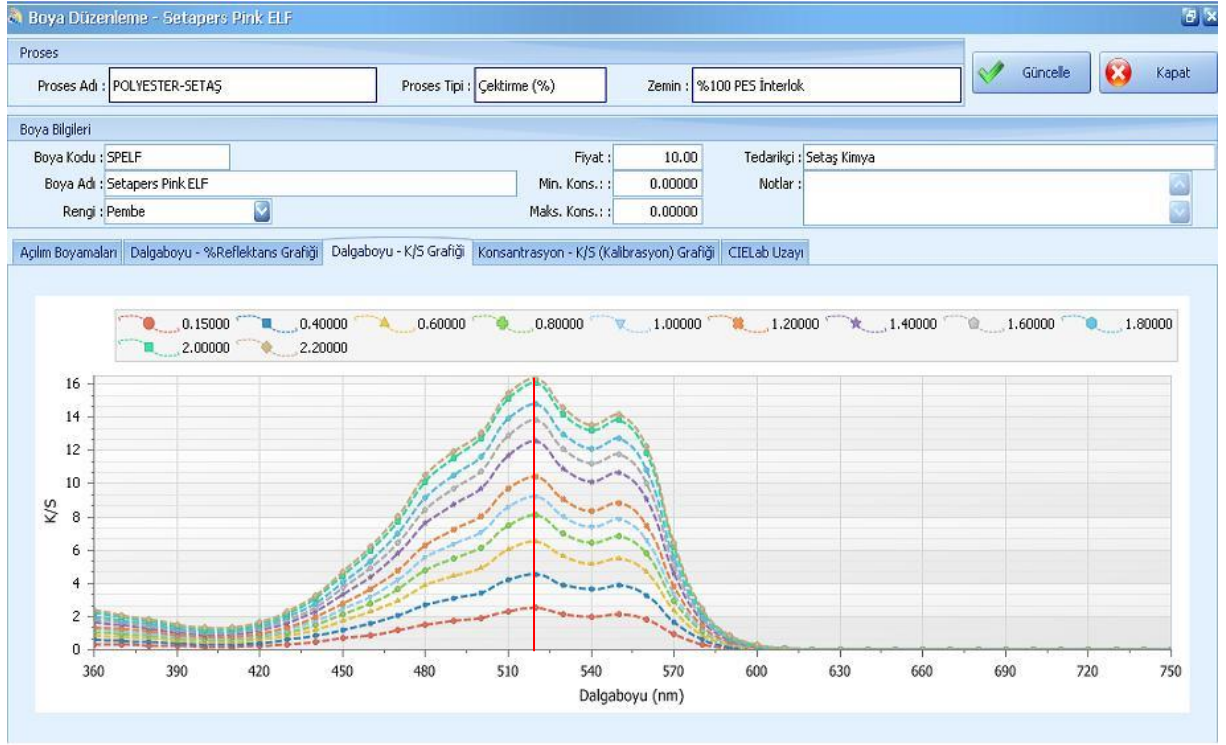 Boya Düzenleme - Setapers Pink ELF
Proses
Proses Adı : POLYESTER-SETAŞ Proses Tipi : Çektirme (%) Zemin : %100 PES İnterlok Güncelle Kapat
Boya Bilgileri
Boya Kodu : SPELF Fiyat : 10.00 Tedarikçi : Setaş Kimya
Boya Adı : Setapers Pink ELF Min. Kons.: : 0.00000 Notlar :
Rengi : Pembe Maks. Kons.: : 0.00000
Açılım Boyamaları Dalgaboyu - %Reflektans Grafiği Dalgaboyu - K/S Grafiği Konsantrasyon - K/S (Kalibrasyon) Grafiği CIELab Uzayı
0.15000 0.40000 0.60000 0.80000 1.00000 1.20000 1.40000 1.60000 1.80000
2.00000 2.20000
16
14
12
10
8
6
4
2
0
K/S
360 390 420 450 480 510 540 570 600 630 660 690 720 750
Dalgaboyu (nm)